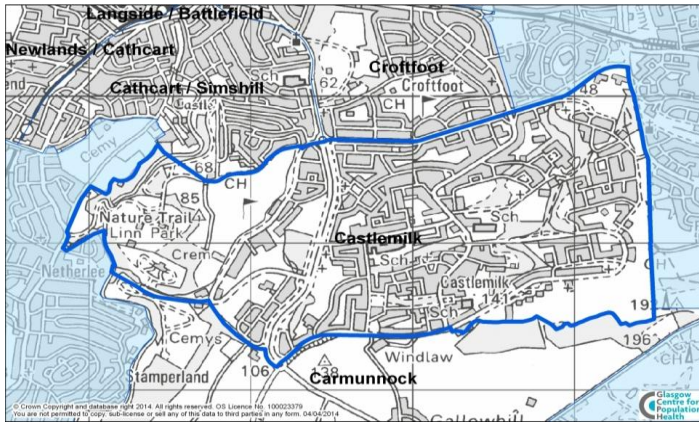 Langside / Battlefield
Newlands / Cathcart
Croftfoot
Sch
62
Croftfoot
CH
Cathcart / Simshill
Castle
48
Cemy
68
CH
85
Nature Trail
Linn Park
Sch
Castlemilk
Crem
Sch
Netherlee
Castlemilk
141
CH
192
Sch
196
Cemys
Windlaw
106
138
Stamperland
Carmunnock
Gallowhill
© Crown Copyright and database right 2014. All rights reserved. OS Licence No. 100023379
You are not permitted to copy, sub-license or sell any of this data to third parties in any form, 04/04/2014
Glasgow
Centre for
Population
Health